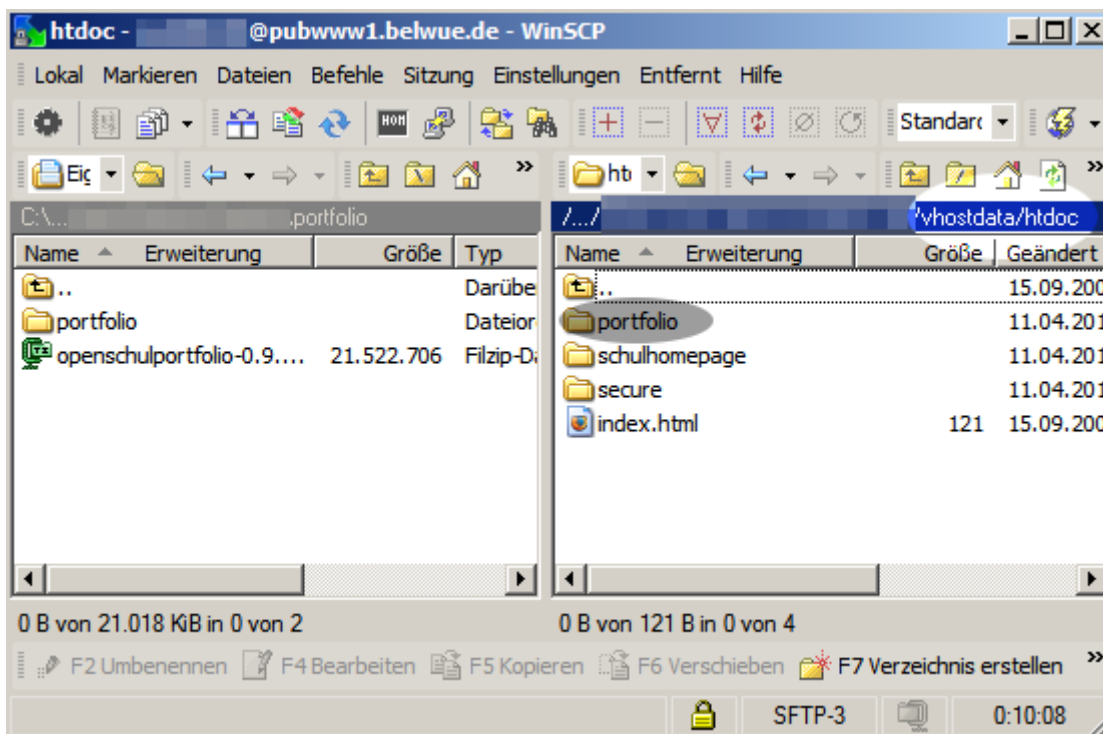 htdoc - @pubwww1.belwue.de - WinSCP
Lokal Markieren Dateien Befehle Sitzung Einstellungen Entfernt Hilfe
Standard
Eig
htd
C:\... .portfolio
/.../ /vhostdata/htdoc
Name Erweiterung Größe Typ
Name Erweiterung Größe Geändert
.. Darübe
.. 15.09.200
portfolio Dateior
portfolio 11.04.201
openschulportfolio-0.9.... 21.522.706 Filzip-Da
schulhomepage 11.04.201
secure 11.04.201
index.html 121 15.09.200
0 B von 21.018 KiB in 0 von 2
0 B von 121 B in 0 von 4
F2 Umbenennen F4 Bearbeiten F5 Kopieren F6 Verschieben F7 Verzeichnis erstellen
SFTP-3 0:10:08